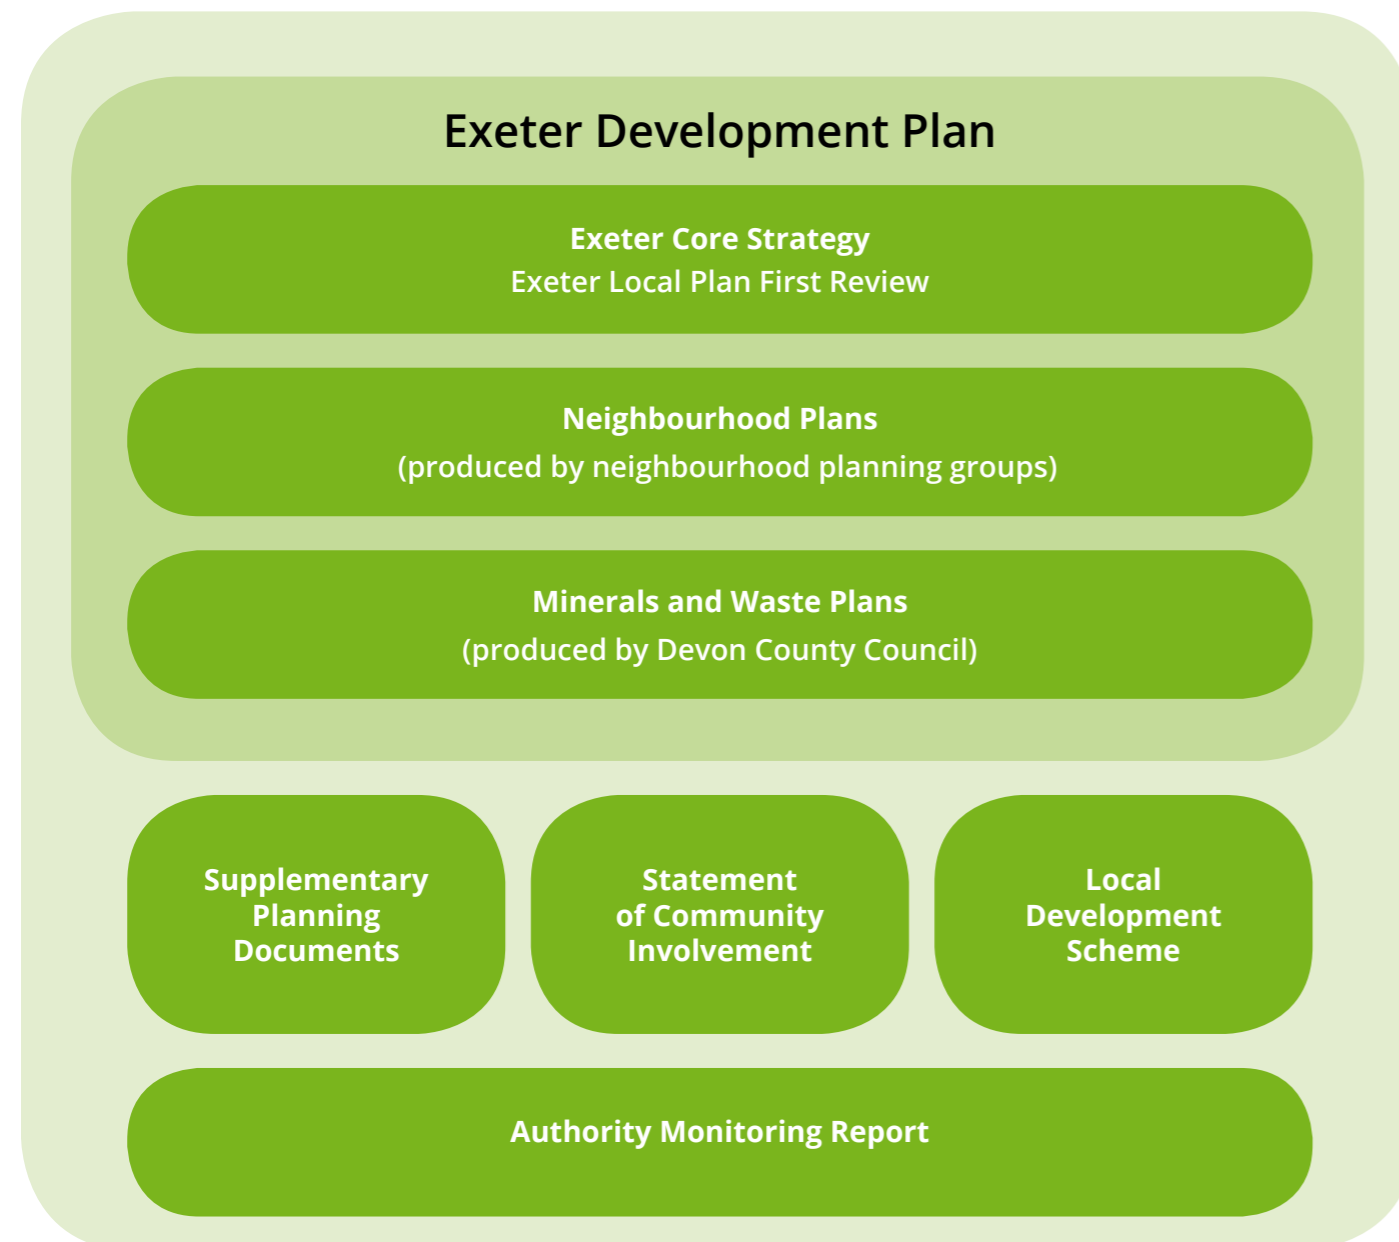 Exeter Development Plan
Exeter Core Strategy
Exeter Local Plan First Review
Neighbourhood Plans
(produced by neighbourhood planning groups)
Minerals and Waste Plans
(produced by Devon County Council)
Supplementary
Planning
Documents
Statement
of Community
Involvement
Local
Development
Scheme
Authority Monitoring Report